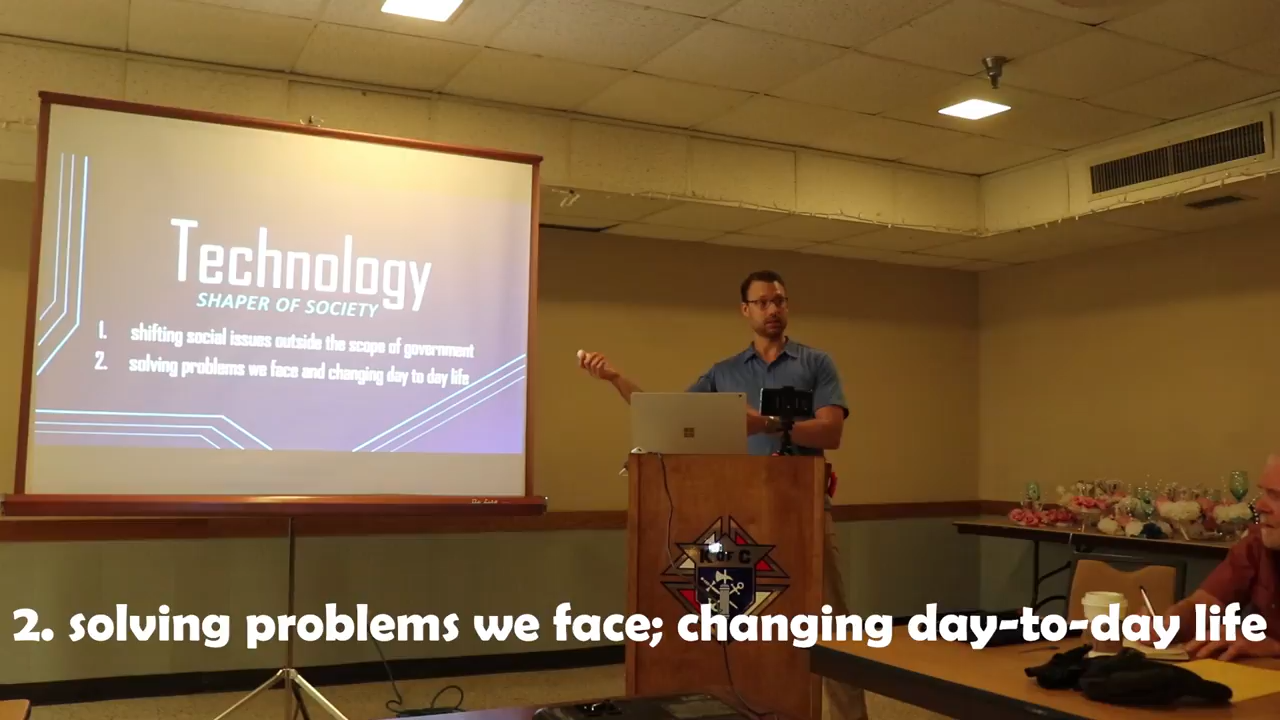 Technology
SHAPER OF SOCIETY
1. shifting social issues outside the scope of government
2. solving problems we face and changing day to day life
K OF C
2. solving problems we face; changing day-to-day life